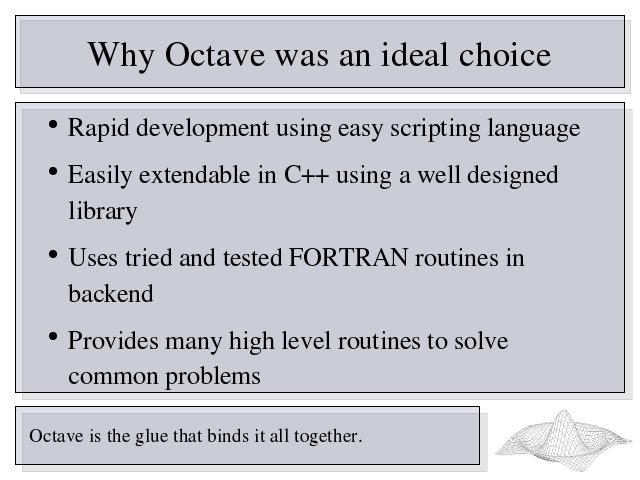 Why Octave was an ideal choice
• Rapid development using easy scripting language
• Easily extendable in C++ using a well designed
library
• Uses tried and tested FORTRAN routines in
backend
• Provides many high level routines to solve
common problems
Octave is the glue that binds it all together.